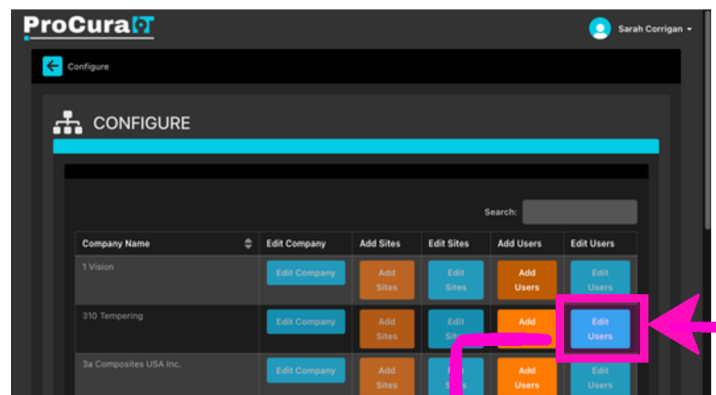 ProCuraIT
Sarah Corrigan
Configure
CONFIGURE
Search:
Company Name Edit Company Add Sites Edit Sites Add Users Edit Users
1 Vision Edit Company Add Sites Edit Sites Add Users Edit Users
310 Tempering Edit Company Add Sites Edit Add Edit Users
3a Composites USA Inc. Edit Company Add Sites Add Users Edit Users